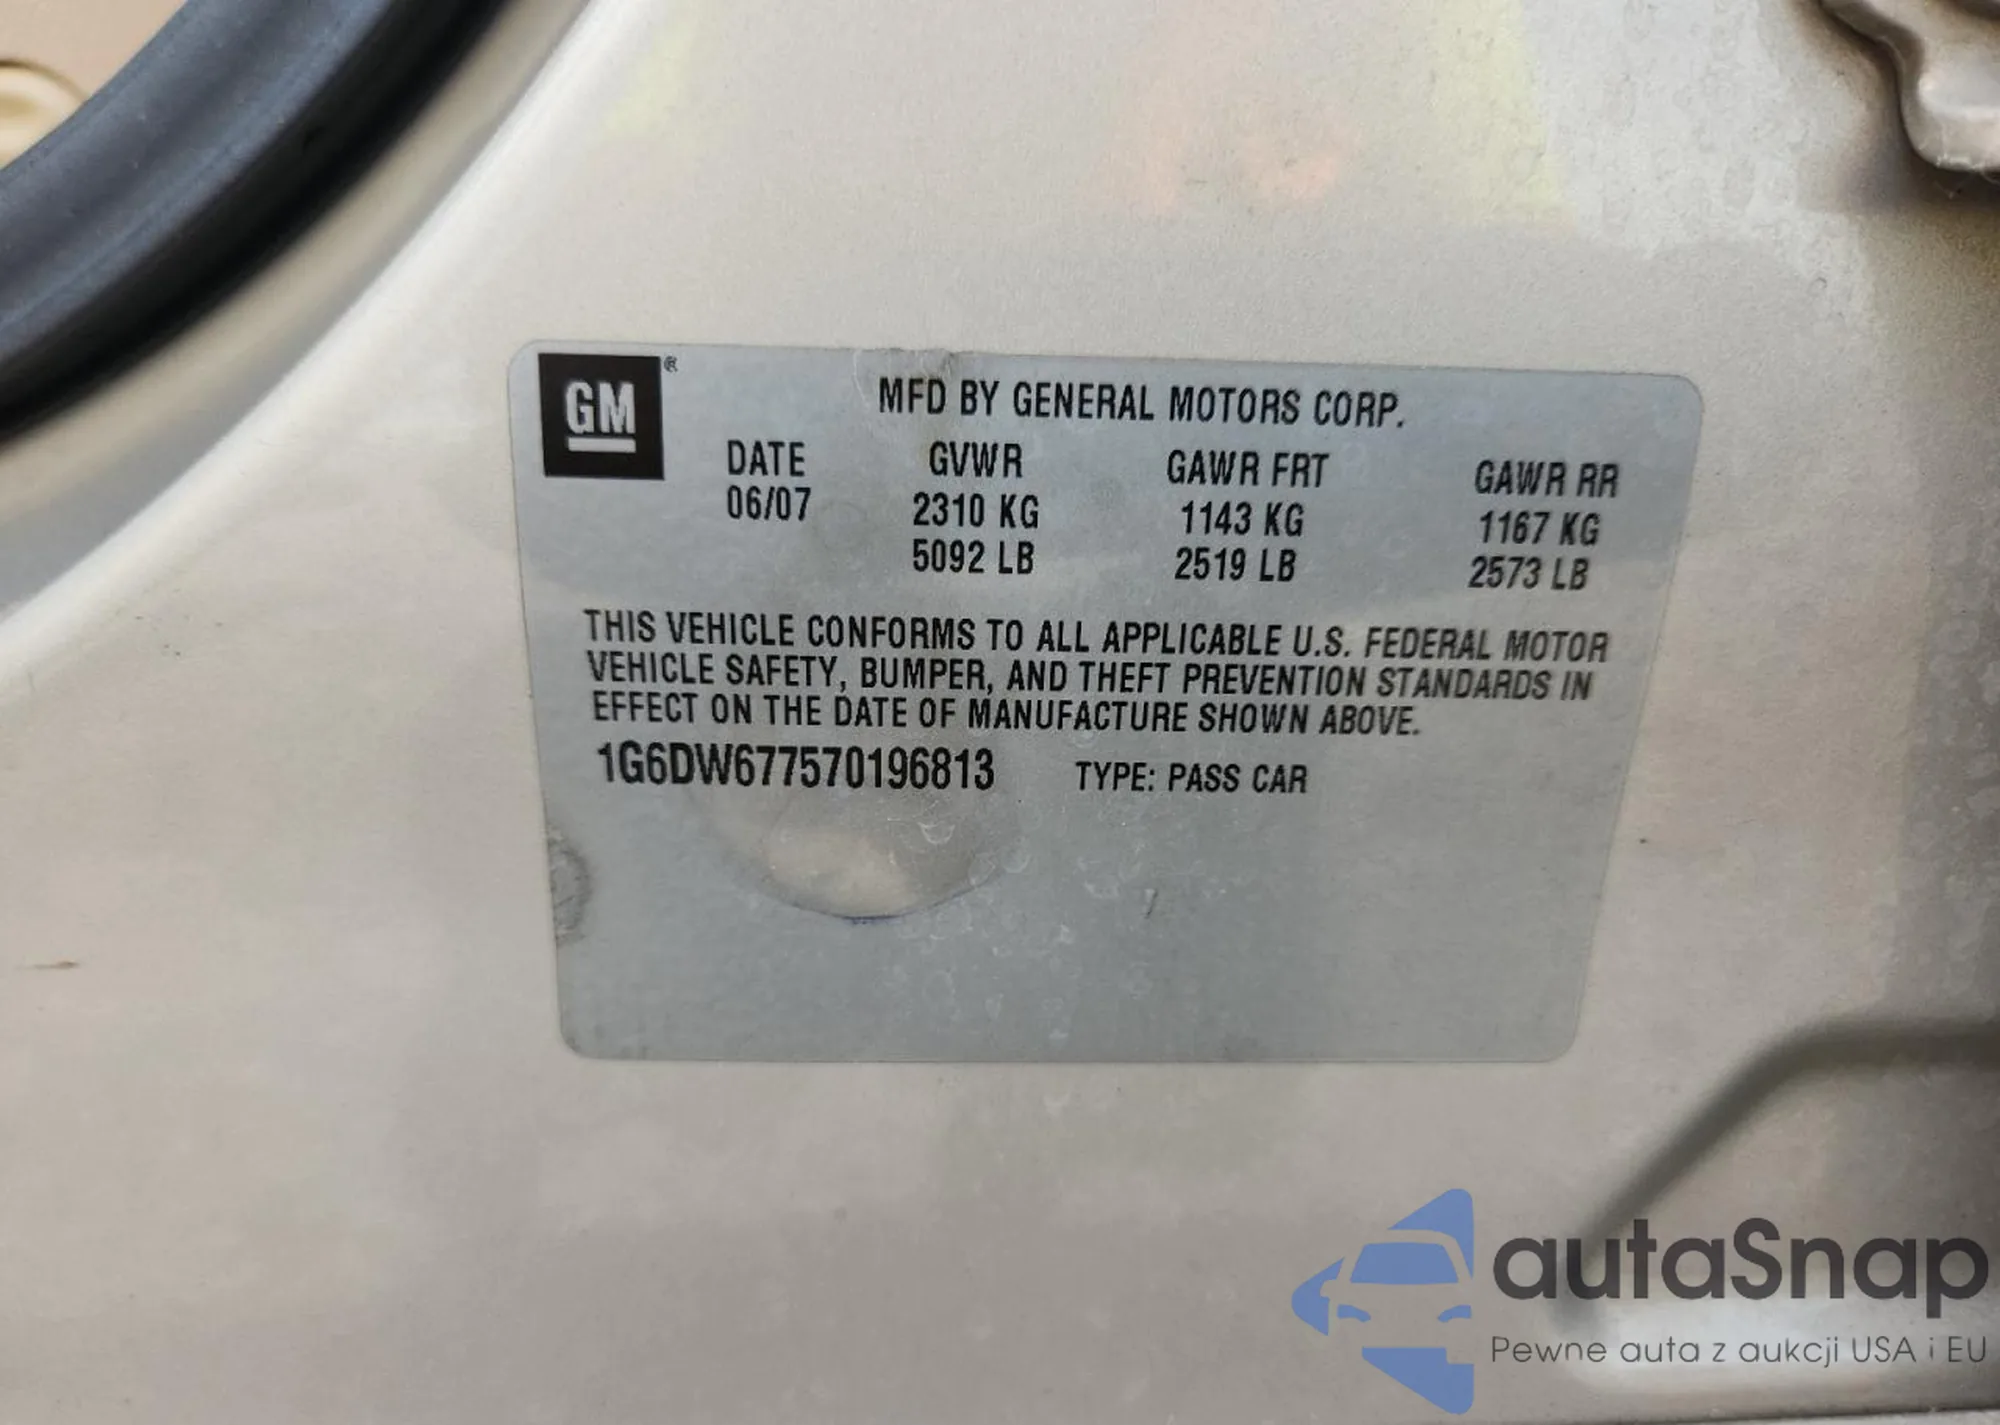 GM ®
MFD BY GENERAL MOTORS CORP.
DATE GVWR GAWR FRT GAWR RR
06/07 2310 KG 1143 KG 1167 KG
5092 LB 2519 LB 2573 LB
THIS VEHICLE CONFORMS TO ALL APPLICABLE U.S. FEDERAL MOTOR
VEHICLE SAFETY, BUMPER, AND THEFT PREVENTION STANDARDS IN
EFFECT ON THE DATE OF MANUFACTURE SHOWN ABOVE.
1G6DW677570196813 TYPE: PASS CAR
autaSnap
Pewne auta z aukcji USA i EU